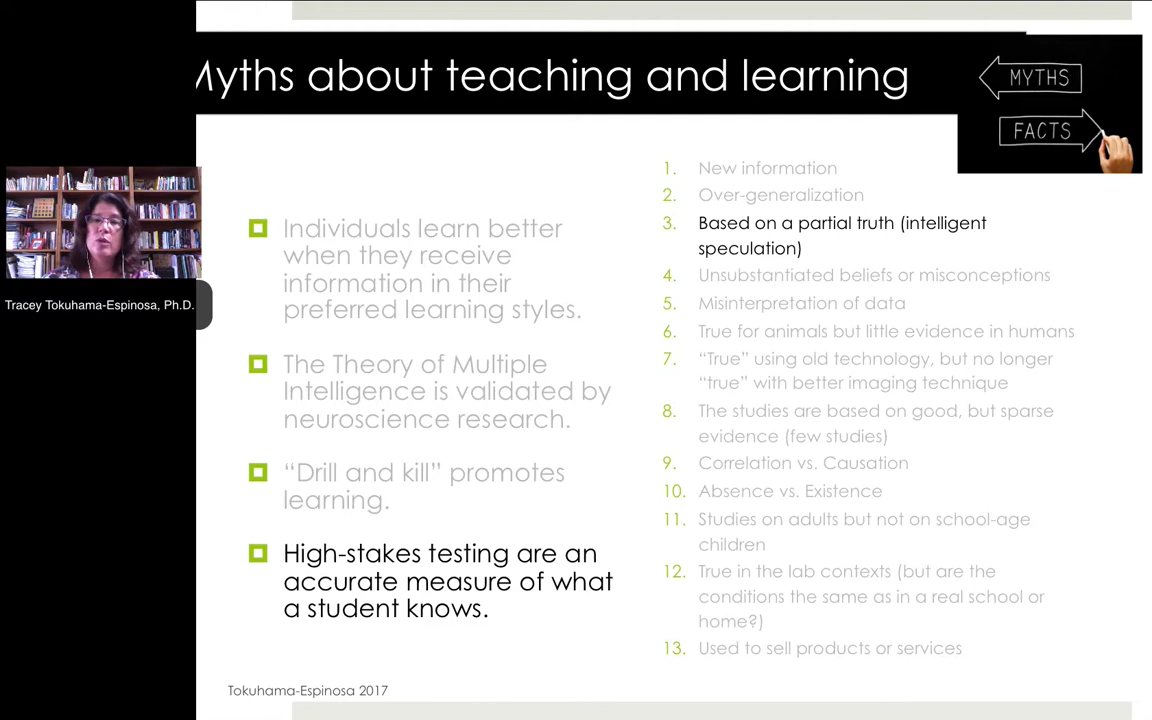 Myths about teaching and learning
MYTHS
FACTS
Tracey Tokuhama-Espinosa, Ph.D.
Individuals learn better
when they receive
information in their
preferred learning styles.
The Theory of Multiple
Intelligence is validated by
neuroscience research.
“Drill and kill” promotes
learning.
High-stakes testing are an
accurate measure of what
a student knows.
1. New information
2. Over-generalization
3. Based on a partial truth (intelligent
speculation)
4. Unsubstantiated beliefs or misconceptions
5. Misinterpretation of data
6. True for animals but little evidence in humans
7. “True” using old technology, but no longer
“true” with better imaging technique
8. The studies are based on good, but sparse
evidence (few studies)
9. Correlation vs. Causation
10. Absence vs. Existence
11. Studies on adults but not on school-age
children
12. True in the lab contexts (but are the
conditions the same as in a real school or
home?)
13. Used to sell products or services
Tokuhama-Espinosa 2017